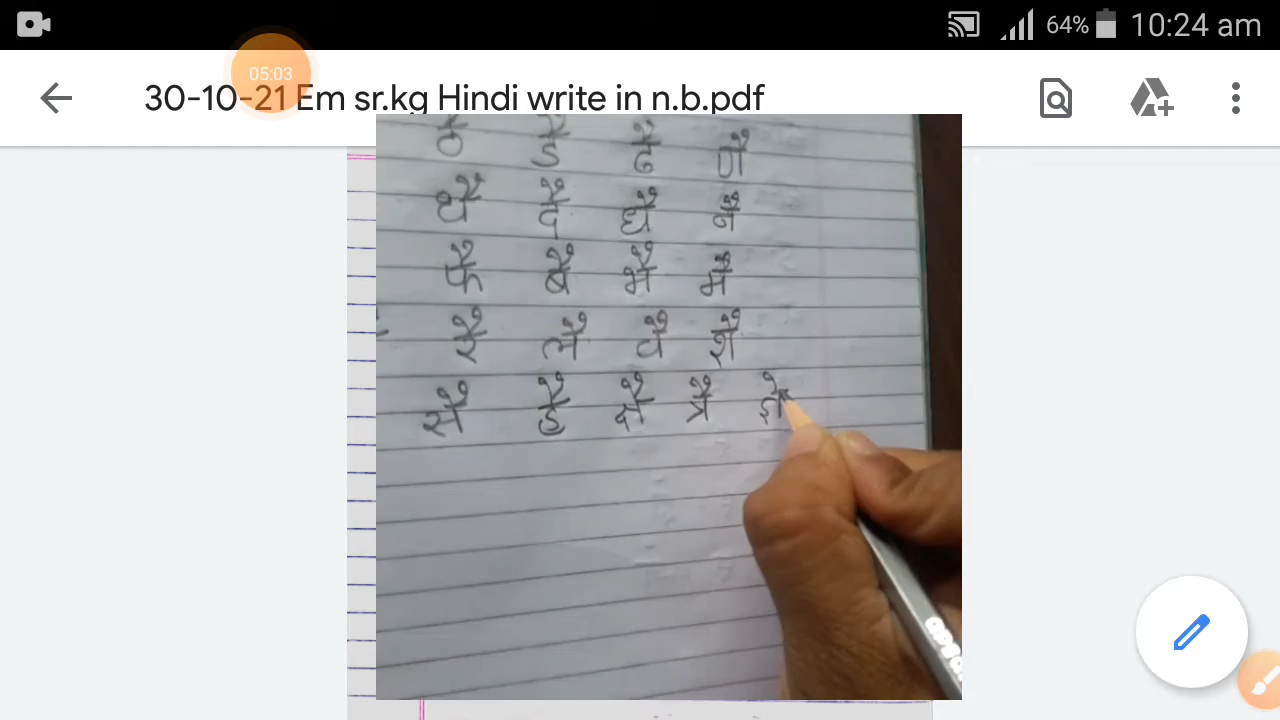 64% 10:24 am
05:03
30-10-21 Em sr.kg Hindi write in n.b.pdf
ठैं डैं ढैं णैं
थैं दैं धैं नैं
फैं बैं भैं मैं
रैं लैं वैं शैं
सैं हैं क्षैं त्रैं